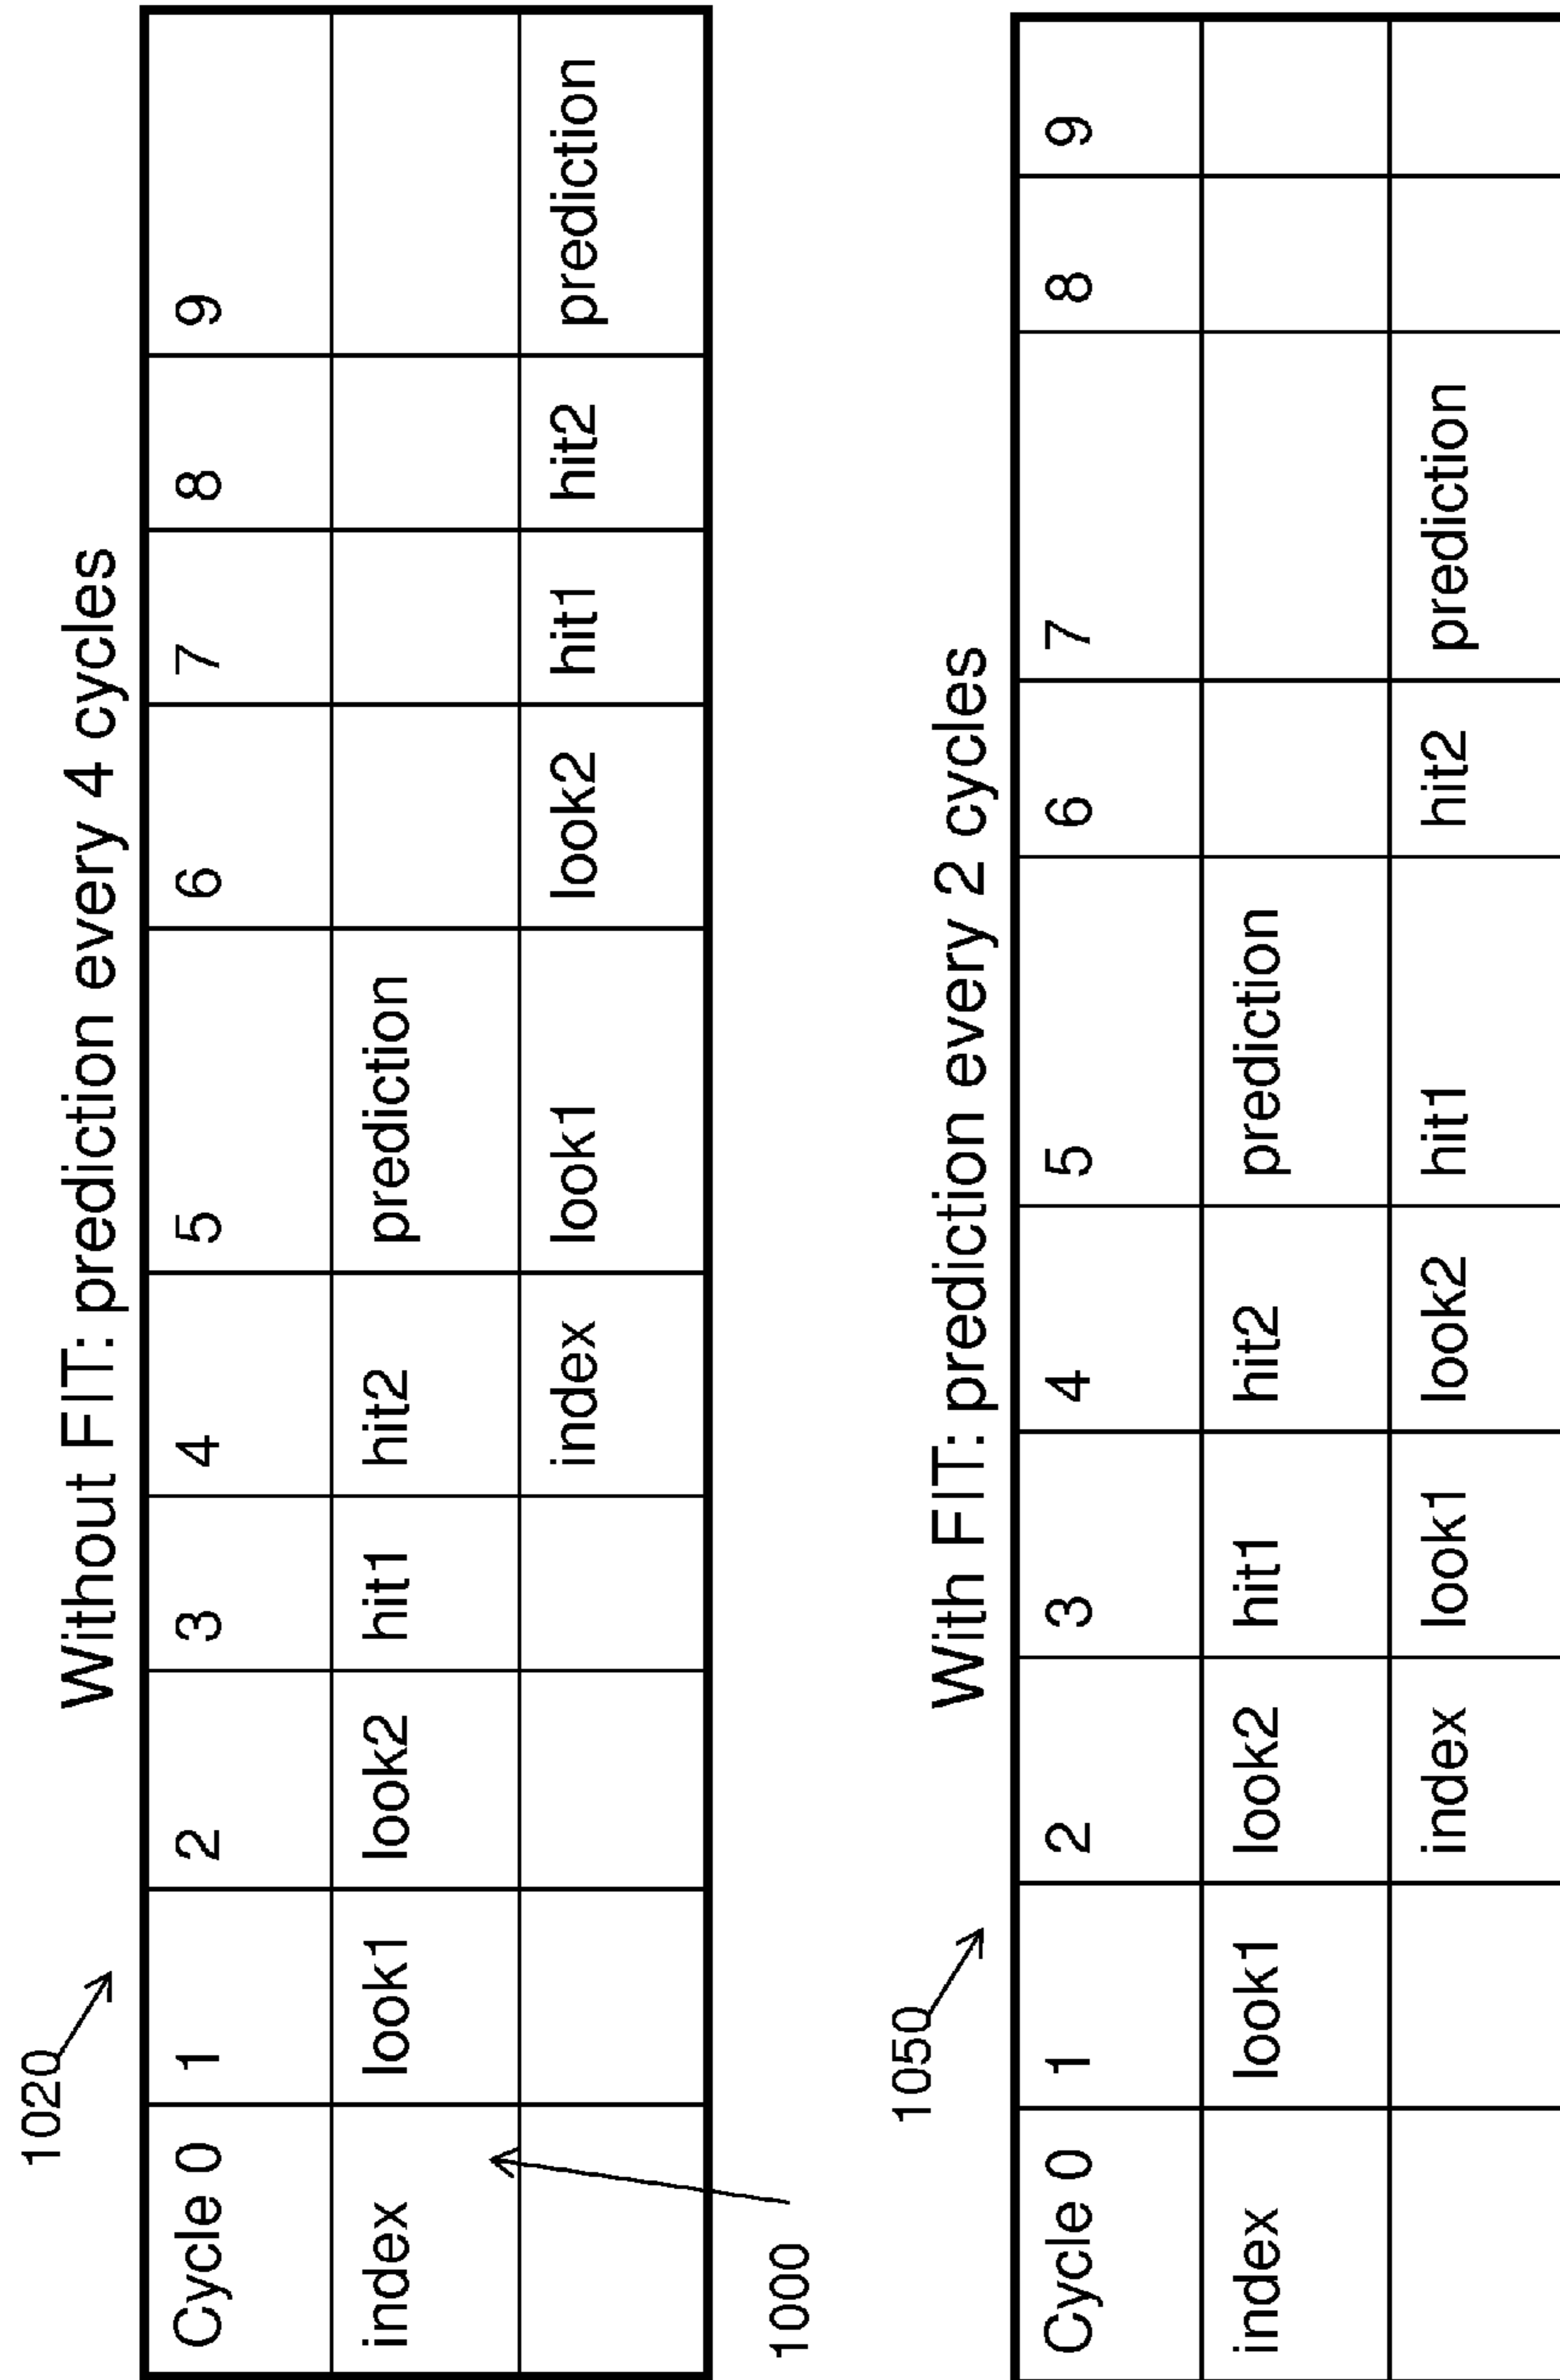 1020
Without FIT: prediction every 4 cycles
Cycle 0 1 2 3 4 5 6 7 8 9
index look1 look2 hit1 hit2 prediction
index look1 look2 hit1 hit2 prediction
1000
1050
With FIT: prediction every 2 cycles
Cycle 0 1 2 3 4 5 6 7 8 9
index look1 look2 hit1 hit2 prediction
index look1 look2 hit1 hit2 prediction